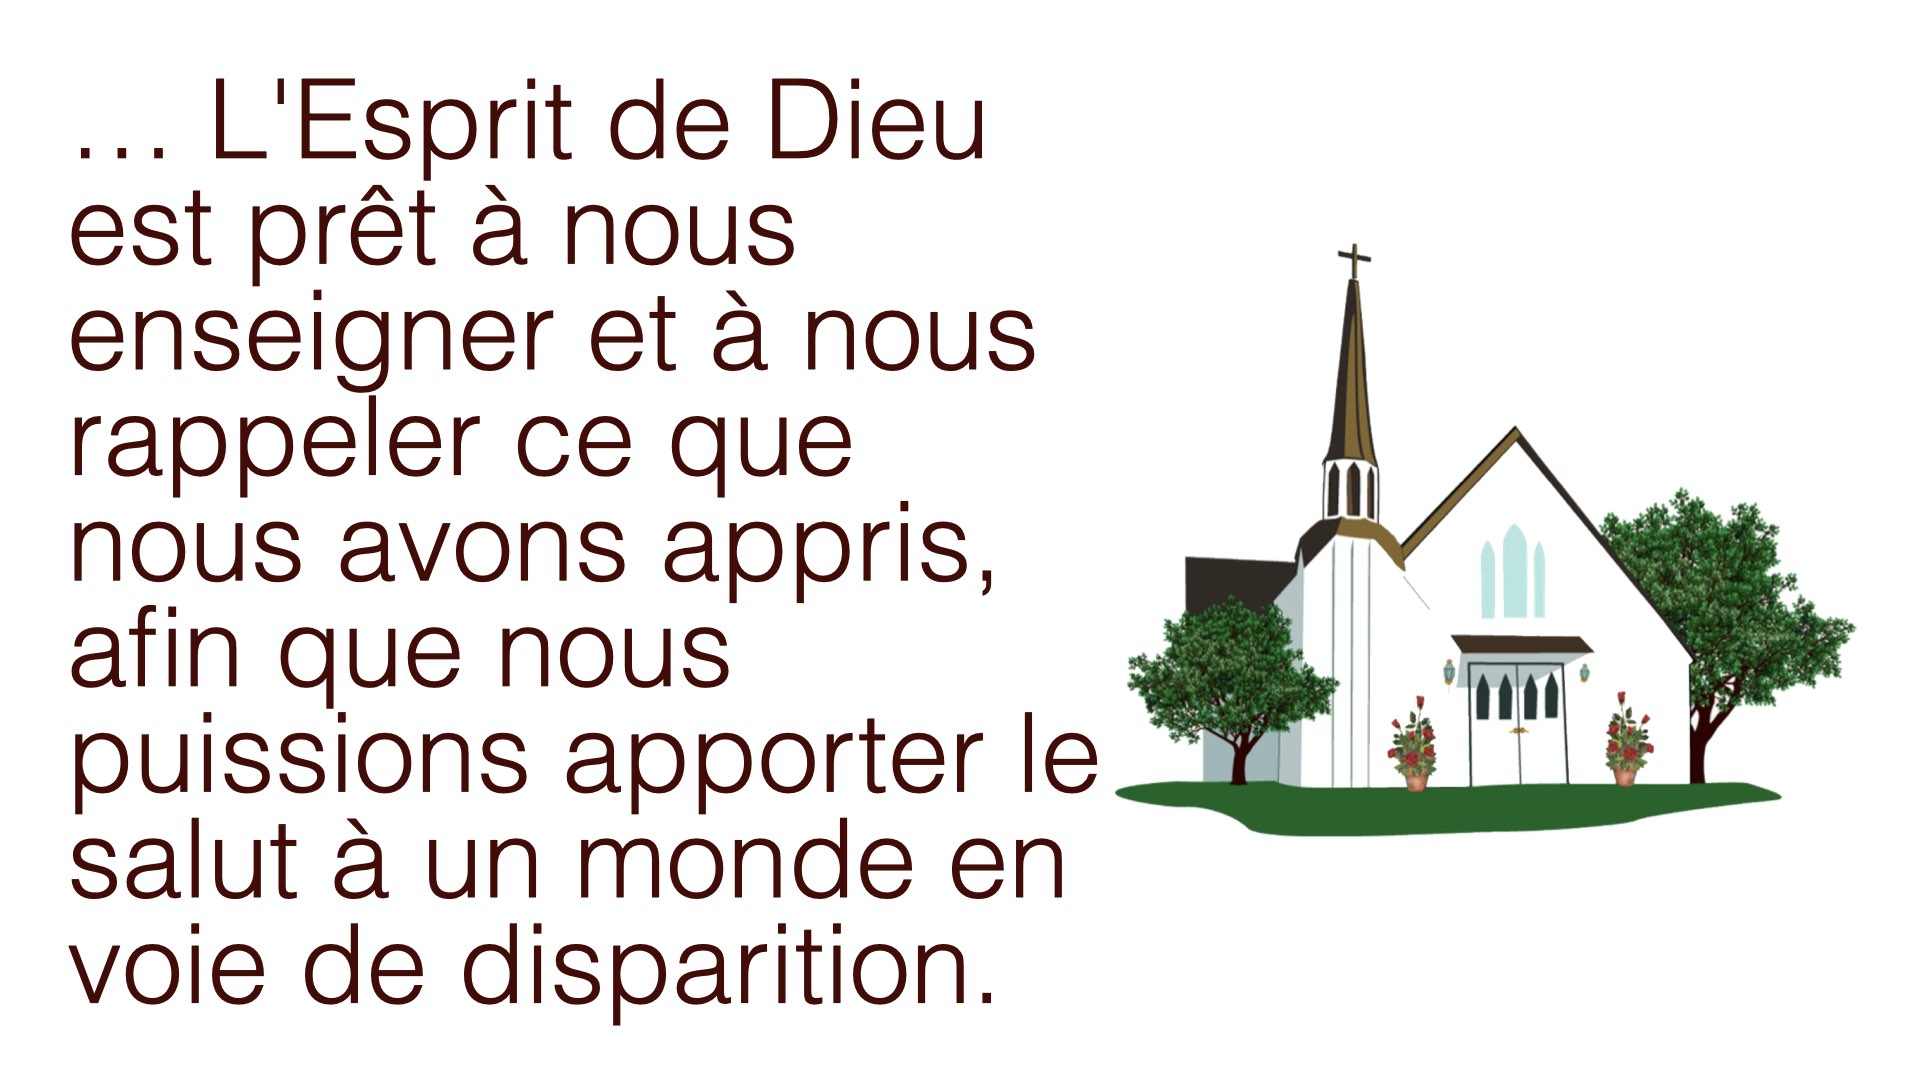 … L'Esprit de Dieu
est prêt à nous
enseigner et à nous
rappeler ce que
nous avons appris,
afin que nous
puissions apporter le
salut à un monde en
voie de disparition.